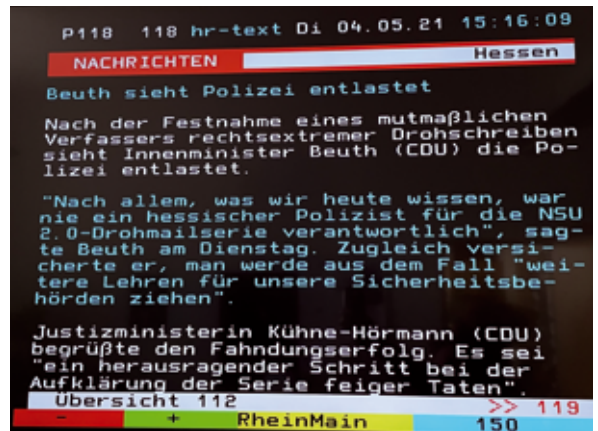 P118 118 hr-text Di 04.05.21 15:16:09
NACHRICHTEN Hessen
Beuth sieht Polizei entlastet
Nach der Festnahme eines mutmaßlichen
Verfassers rechtsextremer Drohschreiben
sieht Innenminister Beuth (CDU) die Po-
lizei entlastet.
"Nach allem, was wir heute wissen, war
nie ein hessischer Polizist für die NSU
2.0-Drohmailserie verantwortlich", sag-
te Beuth am Dienstag. Zugleich versi-
cherte er, man werde aus dem Fall "wei-
tere Lehren für unsere Sicherheitsbe-
hörden ziehen".
Justizministerin Kühne-Hörmann (CDU)
begrüßte den Fahndungserfolg. Es sei
"ein herausragender Schritt bei der
Aufklärung der Serie feiger Taten".
Übersicht 112 >> 119
- + RheinMain 150